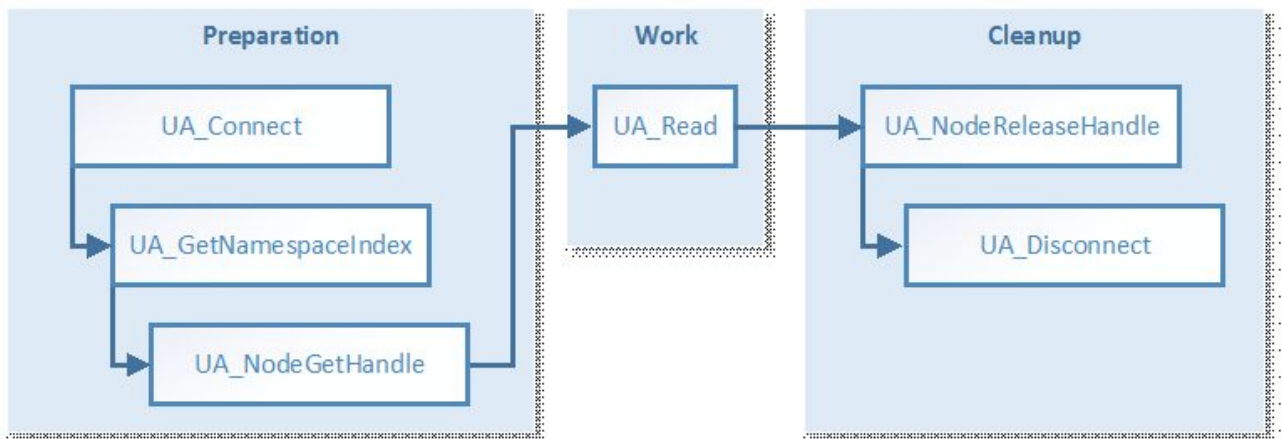 Preparation
UA_Connect
UA_GetNamespaceIndex
UA_NodeGetHandle
Work
UA_Read
Cleanup
UA_NodeReleaseHandle
UA_Disconnect